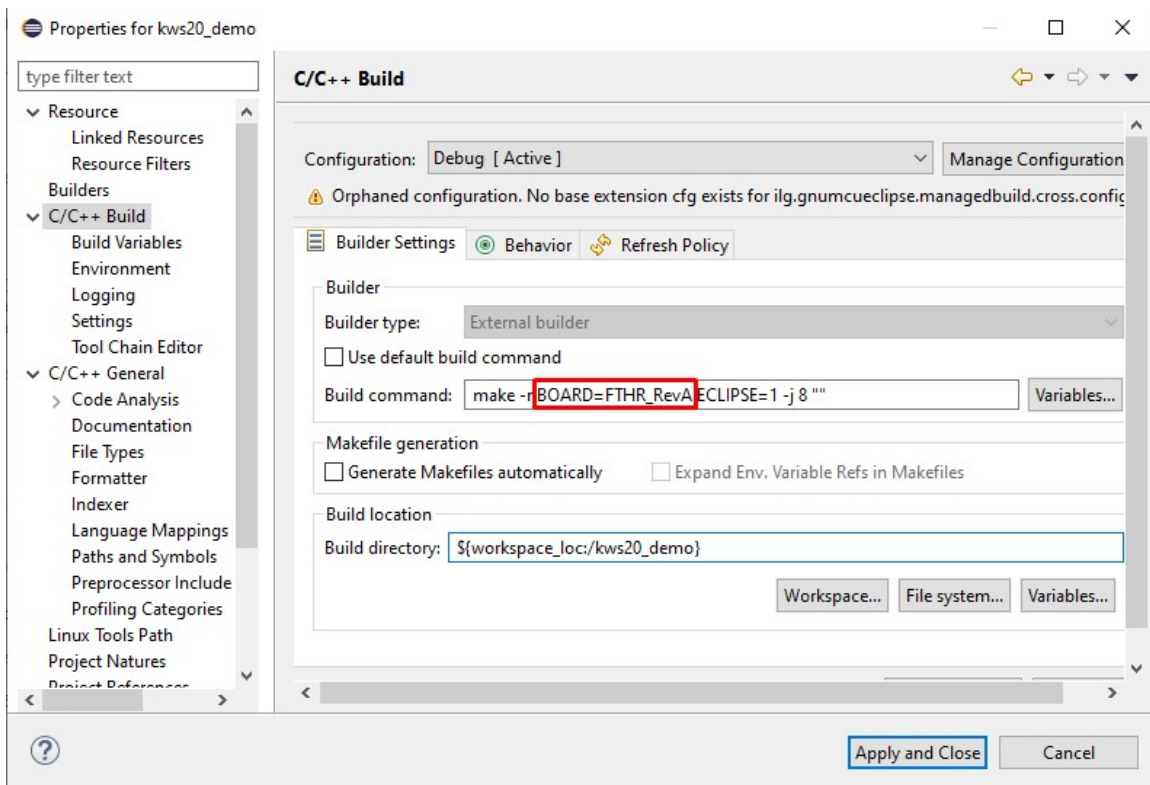 Properties for kws20_demo
type filter text
Resource
Linked Resources
Resource Filters
Builders
C/C++ Build
Build Variables
Environment
Logging
Settings
Tool Chain Editor
C/C++ General
Code Analysis
Documentation
File Types
Formatter
Indexer
Language Mappings
Paths and Symbols
Preprocessor Include
Profiling Categories
Linux Tools Path
Project Natures
Project References
C/C++ Build
Configuration: Debug [ Active ] Manage Configuration
Orphaned configuration. No base extension cfg exists for ilg.gnumcueclipse.managedbuild.cross.config
Builder Settings Behavior Refresh Policy
Builder
Builder type: External builder
Use default build command
Build command: make -r BOARD=FTHR_RevA ECLIPSE=1 -j 8 "" Variables...
Makefile generation
Generate Makefiles automatically Expand Env. Variable Refs in Makefiles
Build location
Build directory: ${workspace_loc:/kws20_demo}
Workspace... File system... Variables...
Apply and Close Cancel